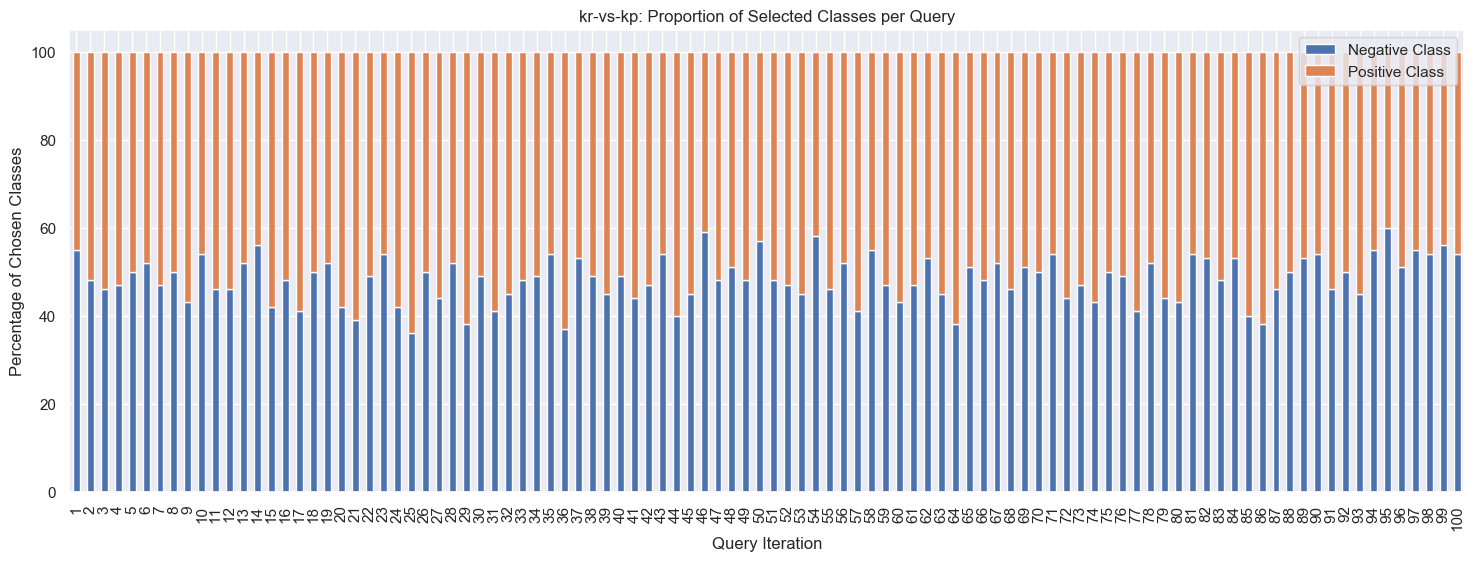 kr-vs-kp: Proportion of Selected Classes per Query
Negative Class
Positive Class
Percentage of Chosen Classes
100
80
60
40
20
0
1 2 3 4 5 6 7 8 9 10 11 12 13 14 15 16 17 18 19 20 21 22 23 24 25 26 27 28 29 30 31 32 33 34 35 36 37 38 39 40 41 42 43 44 45 46 47 48 49 50 51 52 53 54 55 56 57 58 59 60 61 62 63 64 65 66 67 68 69 70 71 72 73 74 75 76 77 78 79 80 81 82 83 84 85 86 87 88 89 90 91 92 93 94 95 96 97 98 99 100
Query Iteration